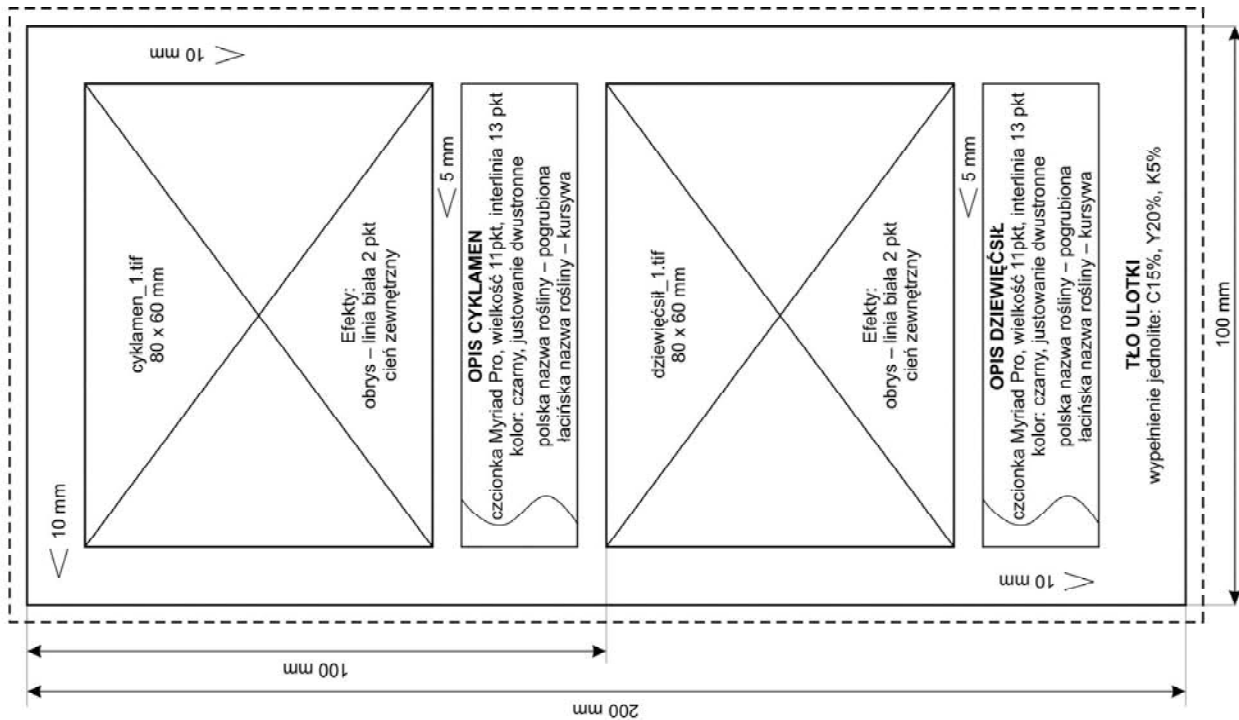 10 mm
10 mm
cyklamen_1.tif
80 x 60 mm
Efekty:
obrys – linia biała 2 pkt
cień zewnętrzny
5 mm
OPIS CYKLAMEN
czcionka Myriad Pro, wielkość 11pkt, interlinia 13 pkt
kolor: czarny, justowanie dwustronne
polska nazwa rośliny – pogrubiona
łacińska nazwa rośliny – kursywa
dziewięćsił_1.tif
80 x 60 mm
Efekty:
obrys – linia biała 2 pkt
cień zewnętrzny
5 mm
OPIS DZIEWIĘĆSIŁ
czcionka Myriad Pro, wielkość 11pkt, interlinia 13 pkt
kolor: czarny, justowanie dwustronne
polska nazwa rośliny – pogrubiona
łacińska nazwa rośliny – kursywa
10 mm
TŁO ULOTKI
wypełnienie jednolite: C15%, Y20%, K5%
100 mm
100 mm
200 mm